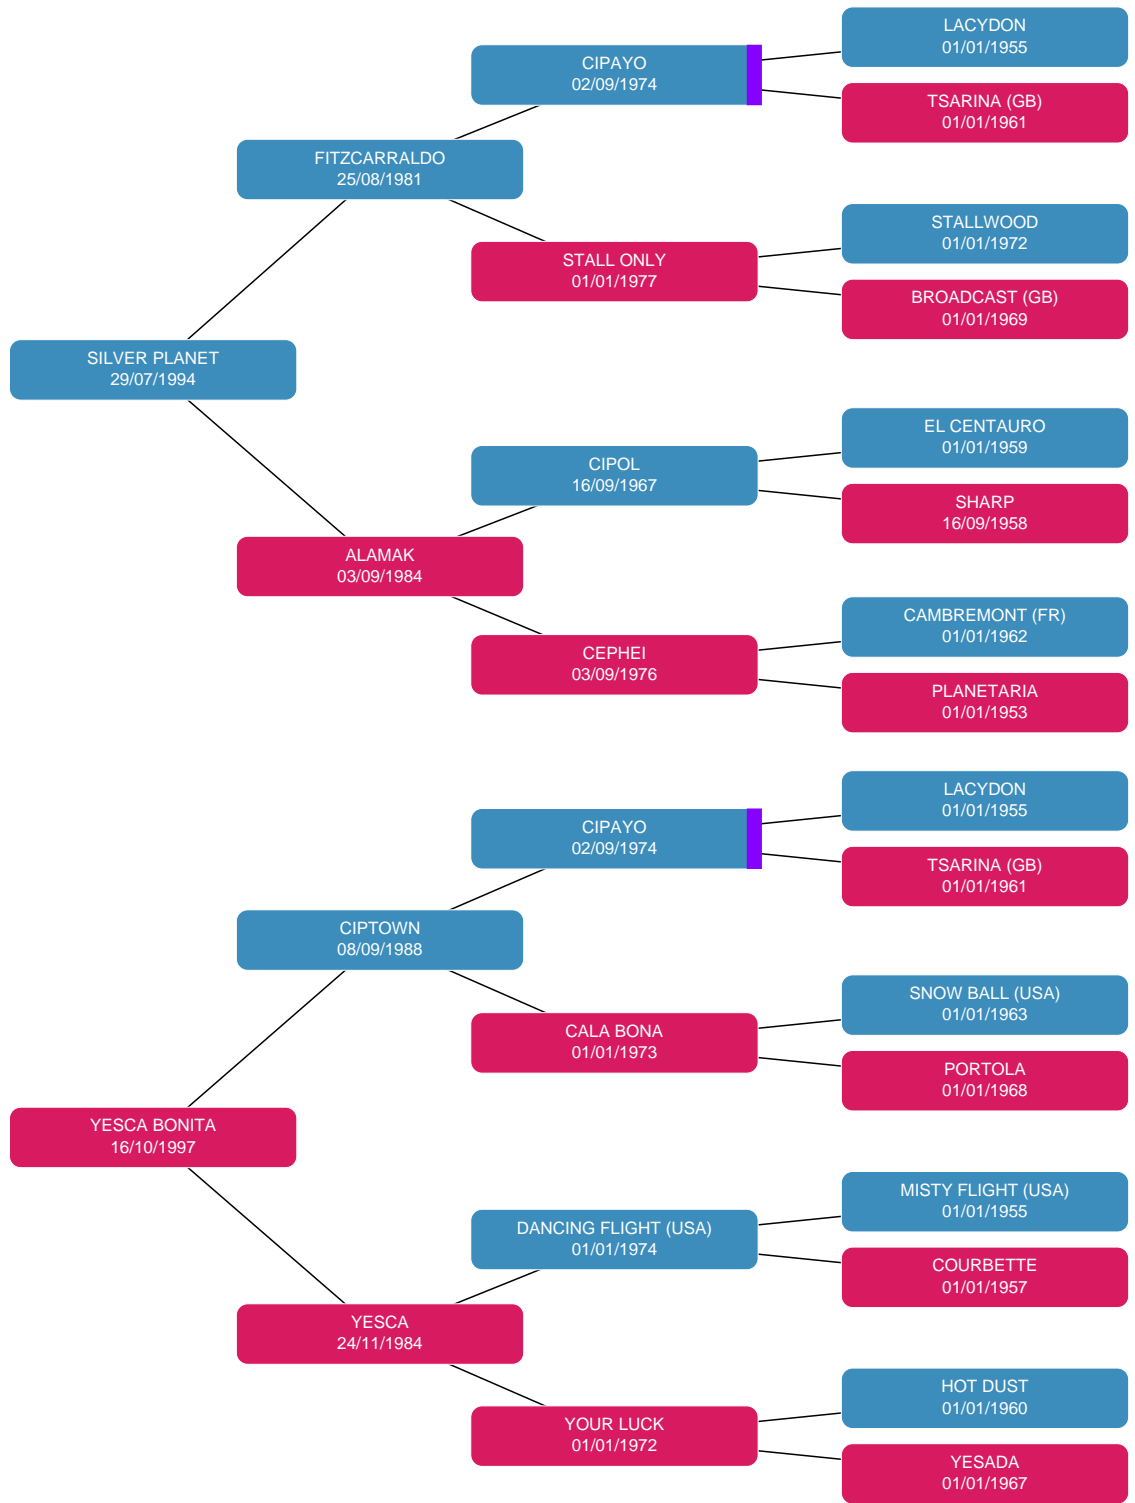 LACYDON
01/01/1955
CIPAYO
02/09/1974
TSARINA (GB)
01/01/1961
FITZCARRALDO
25/08/1981
STALLWOOD
01/01/1972
STALL ONLY
01/01/1977
BROADCAST (GB)
01/01/1969
SILVER PLANET
29/07/1994
EL CENTAURO
01/01/1959
CIPOL
16/09/1967
SHARP
16/09/1958
ALAMAK
03/09/1984
CAMBREMONT (FR)
01/01/1962
CEPHEI
03/09/1976
PLANETARIA
01/01/1953
LACYDON
01/01/1955
CIPAYO
02/09/1974
TSARINA (GB)
01/01/1961
CIPTOWN
08/09/1988
SNOW BALL (USA)
01/01/1963
CALA BONA
01/01/1973
PORTOLA
01/01/1968
YESCA BONITA
16/10/1997
MISTY FLIGHT (USA)
01/01/1955
DANCING FLIGHT (USA)
01/01/1974
COURBETTE
01/01/1957
YESCA
24/11/1984
HOT DUST
01/01/1960
YOUR LUCK
01/01/1972
YESADA
01/01/1967